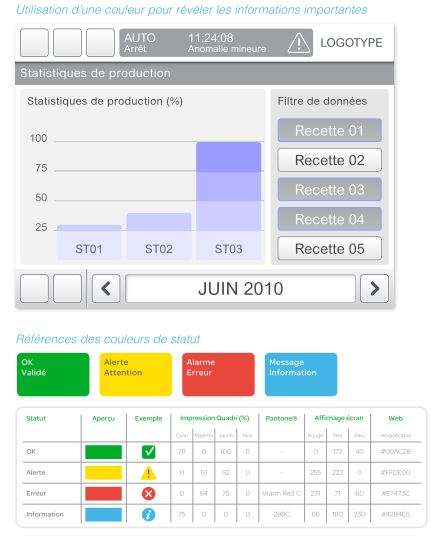 Utilisation d'une couleur pour révéler les informations importantes
AUTO 11:24:08
Arrêt Anomalie mineure
LOGOTYPE
Statistiques de production
Statistiques de production (%)
100
75
50
25
ST01 ST02 ST03
Filtre de données
Recette 01
Recette 02
Recette 03
Recette 04
Recette 05
JUIN 2010
Références des couleurs de statut
OK
Validé
Alerte
Attention
Alarme
Erreur
Message
Information
Statut Aperçu Exemple Impression Quadri (%) Pantone® Affichage écran Web
Cyan Majenta Jaune Noir Rouge Vert Bleu Hexadécimal
OK 78 0 100 0 - 0 172 40 #00AC28
Alerte 0 10 92 0 - 255 222 0 #FFDE00
Erreur 0 84 75 0 Warm Red C 231 71 60 #E7473C
Information 75 0 0 0 298C 66 180 230 #42B4E6